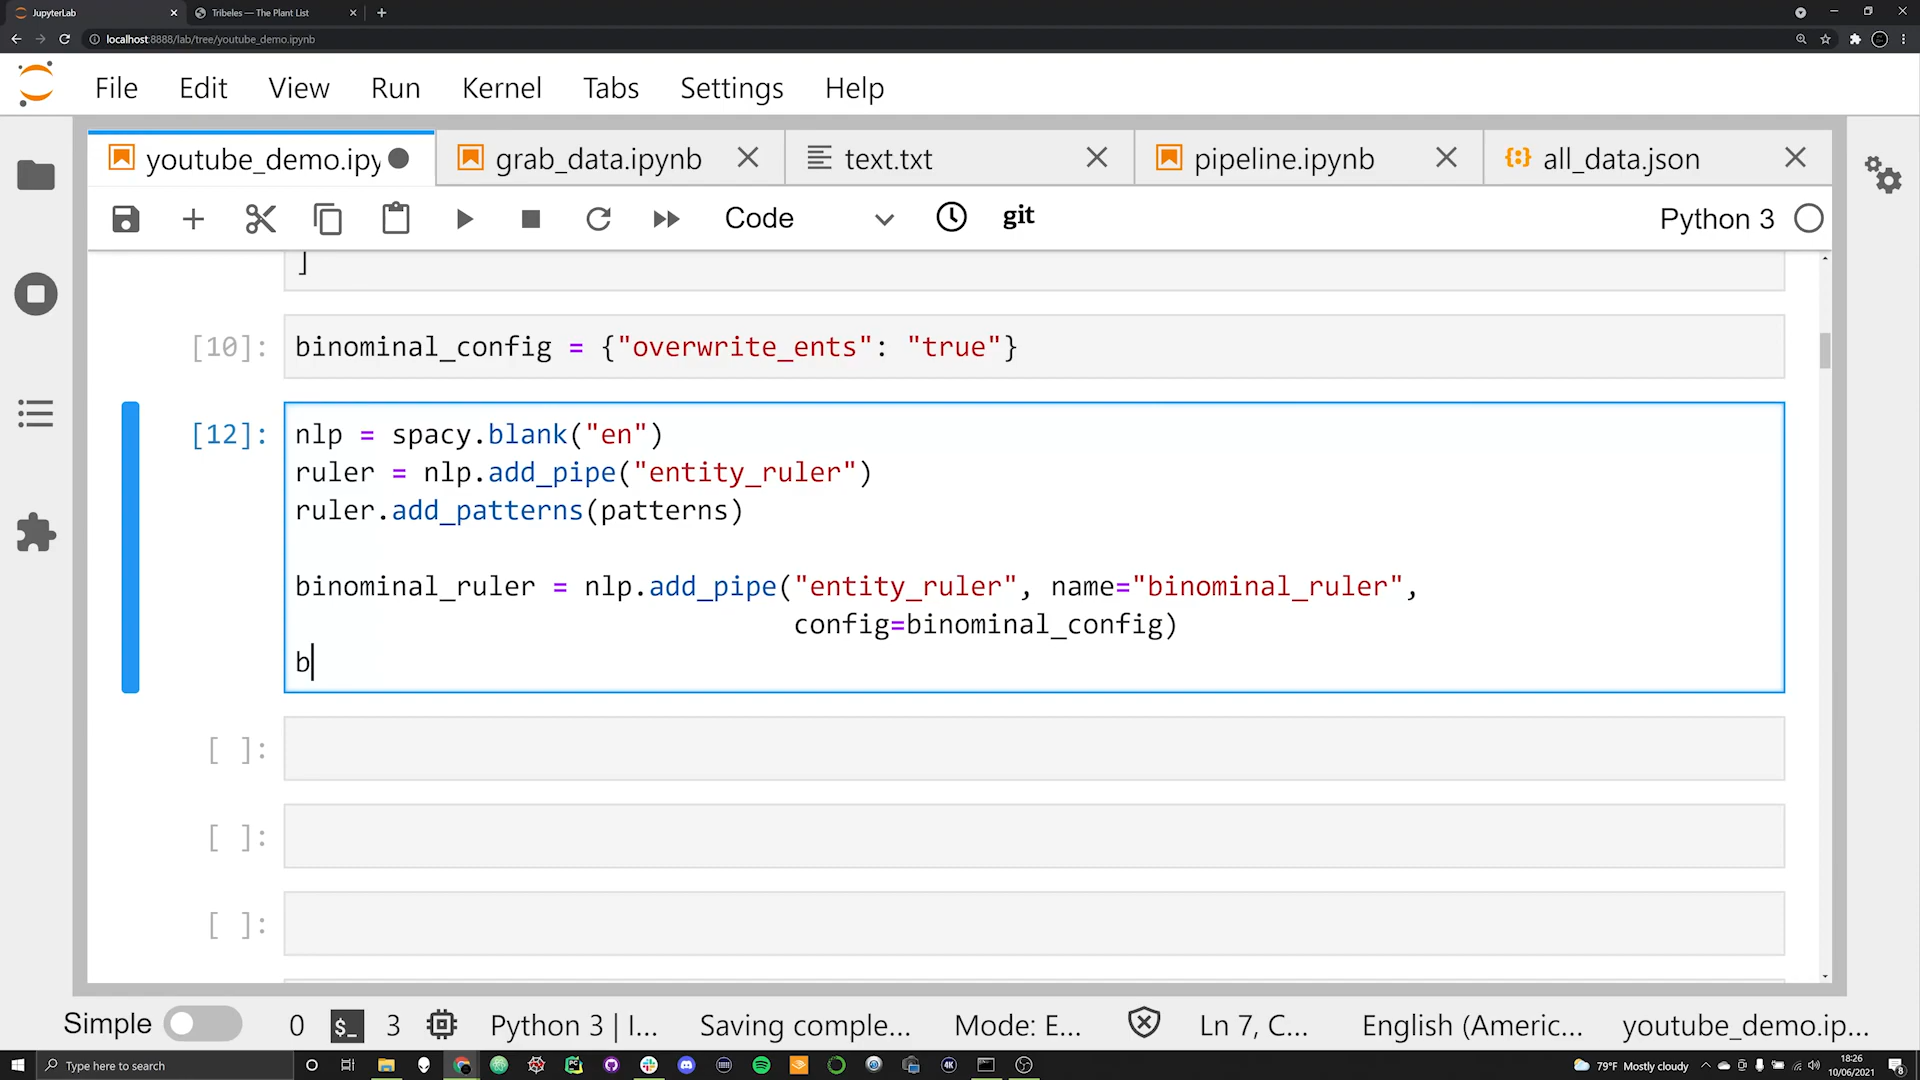 JupyterLab
Tribeles — The Plant List
localhost:8888/lab/tree/youtube_demo.ipynb
File Edit View Run Kernel Tabs Settings Help
youtube_demo.ipy
grab_data.ipynb
text.txt
pipeline.ipynb
all_data.json
Code
git
Python 3
]
[10]: binominal_config = {"overwrite_ents": "true"}
[12]: nlp = spacy.blank("en")
ruler = nlp.add_pipe("entity_ruler")
ruler.add_patterns(patterns)
binominal_ruler = nlp.add_pipe("entity_ruler", name="binominal_ruler",
config=binominal_config)
b
[ ]:
[ ]:
[ ]:
Simple 0 $_ 3 Python 3 | I... Saving comple... Mode: E... Ln 7, C... English (Americ... youtube_demo.ip...
Type here to search
79°F Mostly cloudy
18:26
10/06/2021